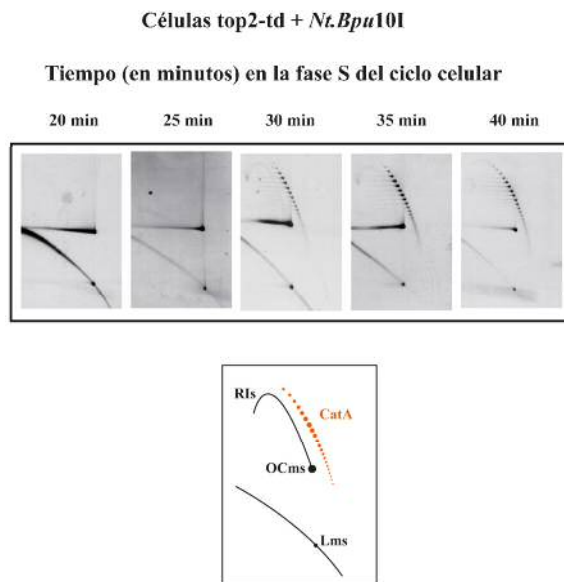 Células top2-td + Nt.Bpu10I
Tiempo (en minutos) en la fase S del ciclo celular
20 min 25 min 30 min 35 min 40 min
RIs
CatA
OCms
Lms